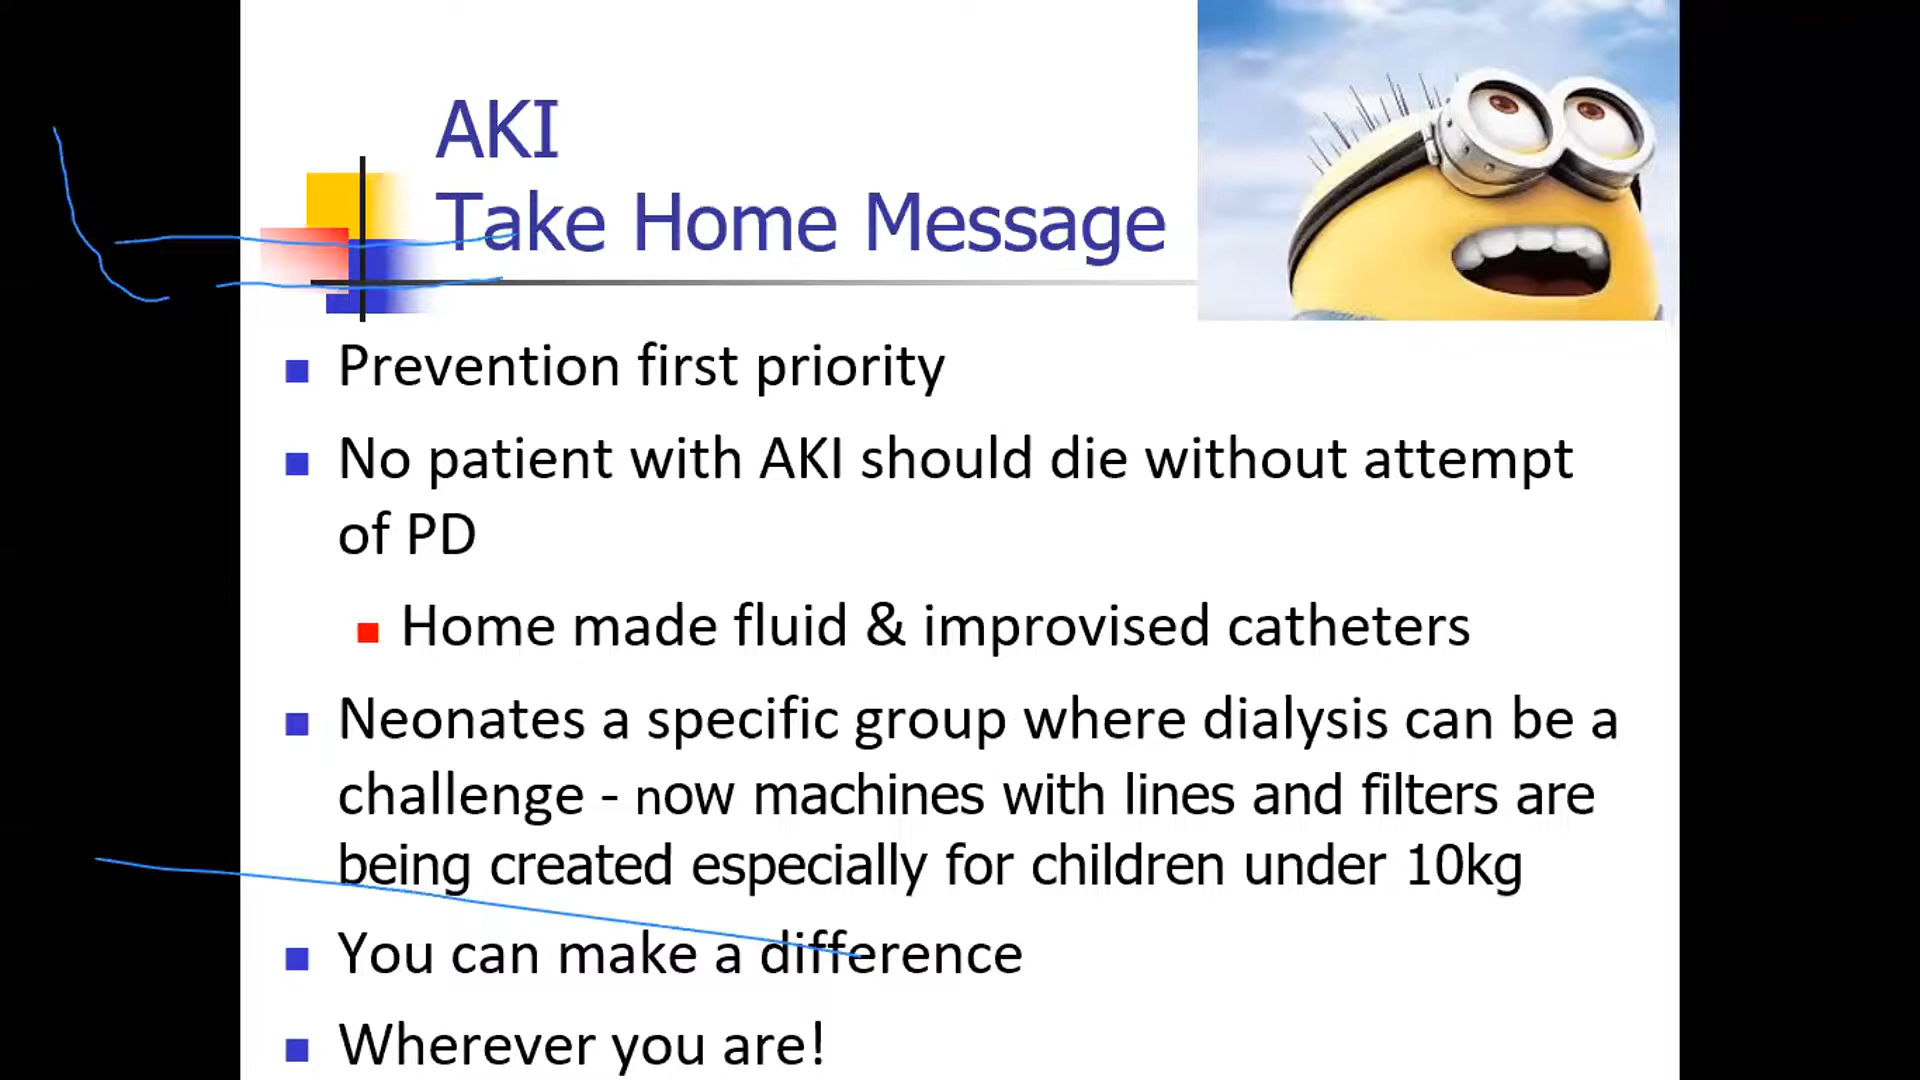 AKI
Take Home Message
Prevention first priority
No patient with AKI should die without attempt
of PD
Home made fluid & improvised catheters
Neonates a specific group where dialysis can be a
challenge - now machines with lines and filters are
being created especially for children under 10kg
You can make a difference
Wherever you are!